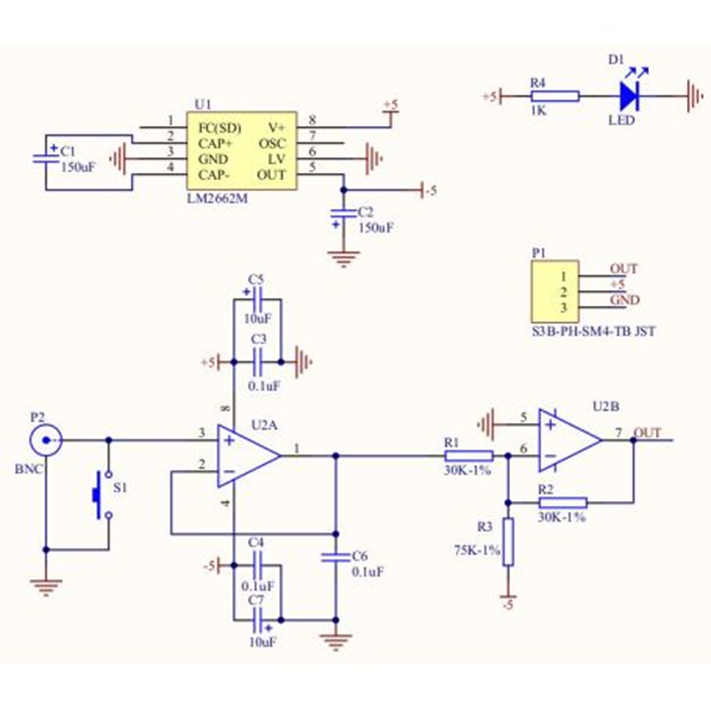 D1
+5
R4
1K
LED
U1
1
2
3
4
FC(SD)
CAP+
GND
CAP-
V+
OSC
LV
OUT
8
7
6
5
+5
-5
LM2662M
+
C1
150uF
+
C2
150uF
P1
1
2
3
OUT
+5
GND
S3B-PH-SM4-TB JST
C5
+
10uF
C3
+5
0.1uF
P2
BNC
S1
8
3
2
+
-
U2A
1
4
R1
30K-1%
5
6
+
-
U2B
7
OUT
R2
30K-1%
R3
75K-1%
-5
C4
-5
0.1uF
C7
+
10uF
C6
0.1uF